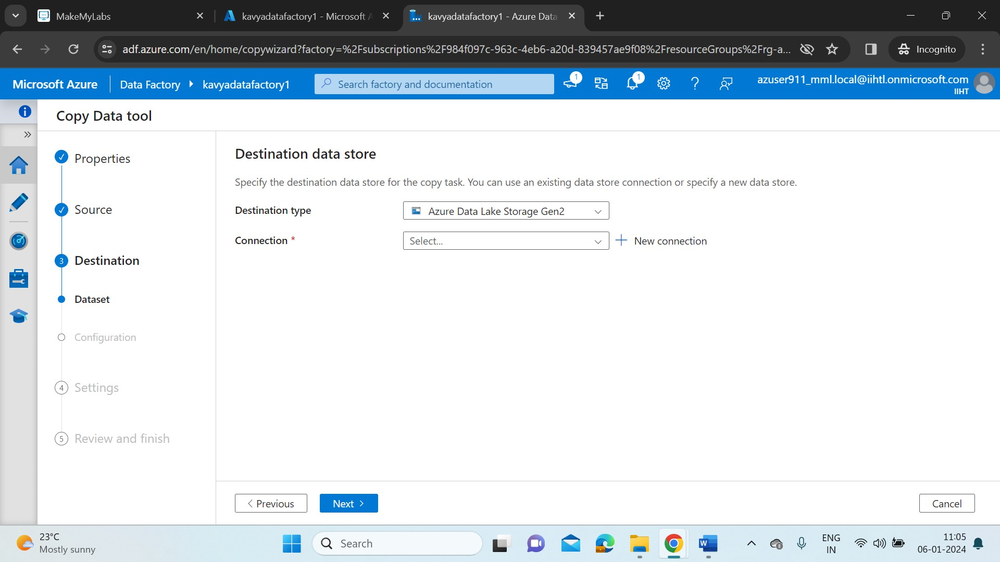 MakeMyLabs
kavyadatafactory1 - Microsoft A
kavyadatafactory1 - Azure Data
adf.azure.com/en/home/copywizard?factory=%2Fsubscriptions%2F984f097c-963c-4eb6-a20d-839457ae9f08%2FresourceGroups%2Frg-a...
Incognito
Microsoft Azure
Data Factory
kavyadatafactory1
Search factory and documentation
1
1
azuser911_mml.local@iihtl.onmicrosoft.com
IIHT
Copy Data tool
Properties
Source
3 Destination
Dataset
Configuration
4 Settings
5 Review and finish
Destination data store
Specify the destination data store for the copy task. You can use an existing data store connection or specify a new data store.
Destination type
Azure Data Lake Storage Gen2
Connection *
Select...
New connection
Previous
Next
Cancel
23°C
Mostly sunny
Search
W
ENG
IN
11:05
06-01-2024